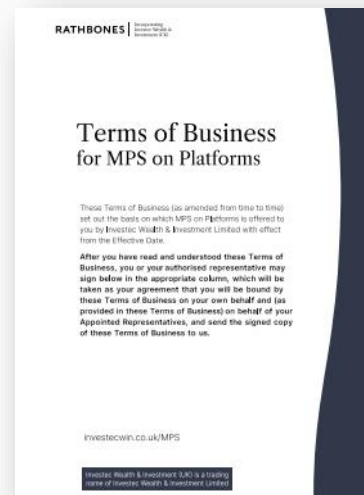 RATHBONES
Incorporating
Investec Wealth &
Investment (UK)
Terms of Business
for MPS on Platforms
These Terms of Business (as amended from time to time)
set out the basis on which MPS on Platforms is offered to
you by Investec Wealth & Investment Limited with effect
from the Effective Date.
After you have read and understood these Terms of
Business, you or your authorised representative may
sign below in the appropriate column, which will be
taken as your agreement that you will be bound by
these Terms of Business on your own behalf and (as
provided in these Terms of Business) on behalf of your
Appointed Representatives, and send the signed copy
of these Terms of Business to us.
investecwin.co.uk/MPS
Investec Wealth & Investment (UK) is a trading
name of Investec Wealth & Investment Limited